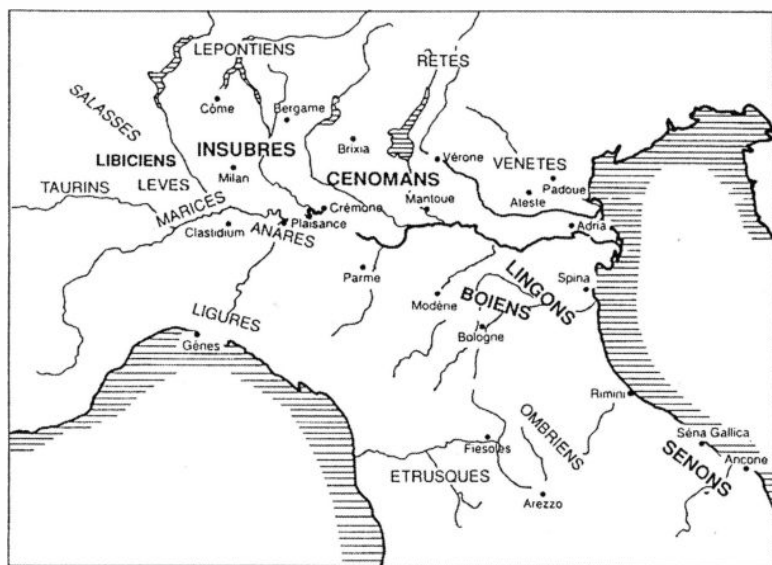 LEPONTIENS
RETES
SALASSES
Côme
Bergame
LIBICIENS
INSUBRES
Brixia
Vérone
VENETES
LEVES
Milan
CENOMANS
Padoue
TAURINS
MARICES
Crémone
Mantoue
Ateste
Clastidium
ANARES
Plaisance
Adria
Parme
LINGONS
Spina
Modène
BOIENS
LIGURES
Bologne
Gênes
Rimini
OMBRIENS
Fiesoles
Séna Gallica
SENONS
Ancone
ETRUSQUES
Arezzo